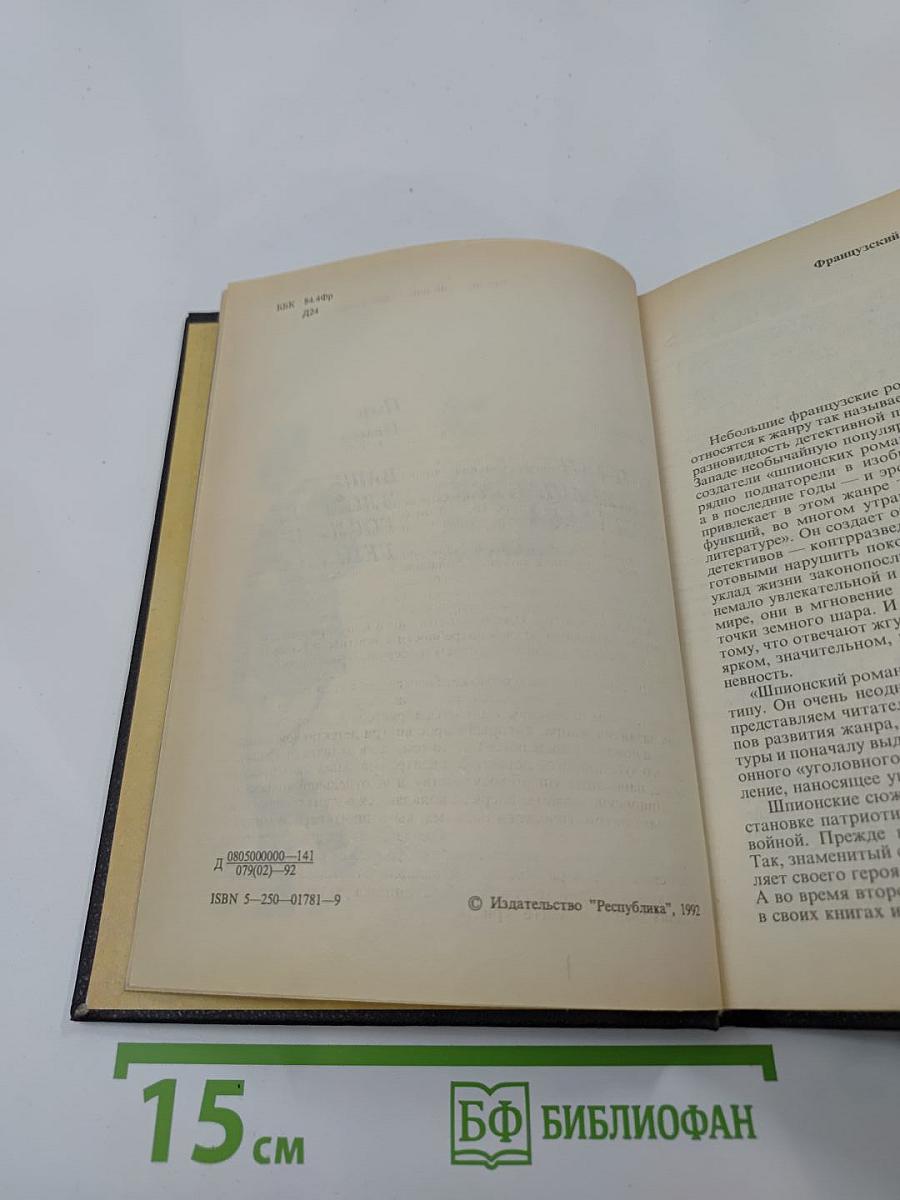 ББК 84.4Фр
Д24
Д 0805000000—141
079(02)—92
ISBN 5—250—01781—9
© Издательство "Республика", 1992
Французский
Небольшие французские ро
относятся к жанру так называе
разновидность детективной п
Западе необычайную популяр
создатели «шпионских рома
рядно поднаторели в изоб
а в последние годы — и эр
привлекает в этом жанре —
функций, во многом утра
литературе». Он создает о
детективов — контрразвед
готовыми нарушить поко
уклад жизни законопосл
немало увлекательной и
мире, они в мгновение
точки земного шара. И
тому, что отвечают жгу
ярком, значительном,
невность.
«Шпионский роман
типу. Он очень неодн
представляем читател
пов развития жанра,
туры и поначалу выд
онного «уголовного
ление, наносящее у
Шпионские сюж
становке патриоти
войной. Прежде
Так, знаменитый
ляет своего героя
А во время второ
в своих книгах и
15 см
БФ БИБЛИОФАН